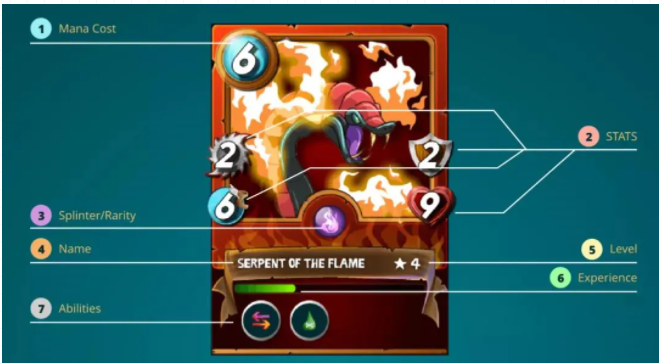 1 Mana Cost
6
2
2
2 STATS
6
9
3 Splinter/Rarity
4 Name
SERPENT OF THE FLAME ★ 4
5 Level
6 Experience
7 Abilities